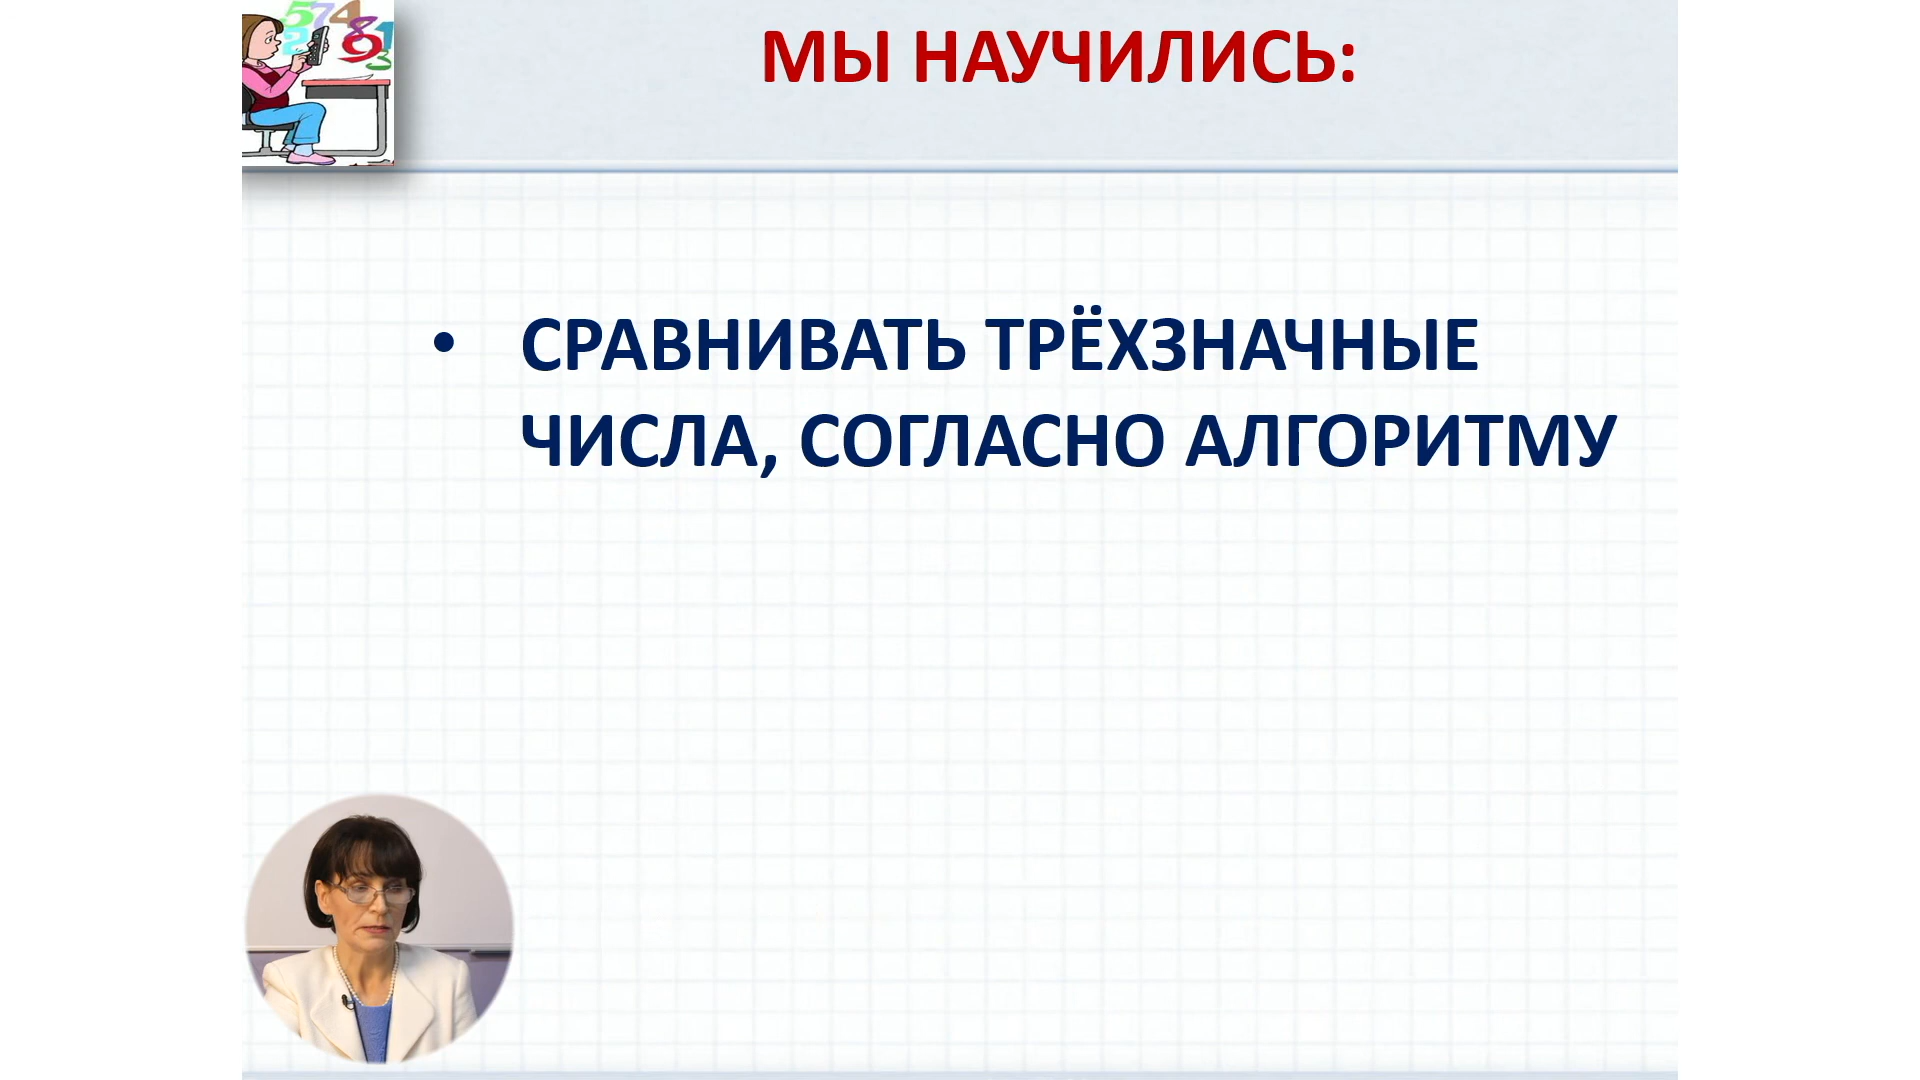 МЫ НАУЧИЛИСЬ:
• СРАВНИВАТЬ ТРЁХЗНАЧНЫЕ
ЧИСЛА, СОГЛАСНО АЛГОРИТМУ